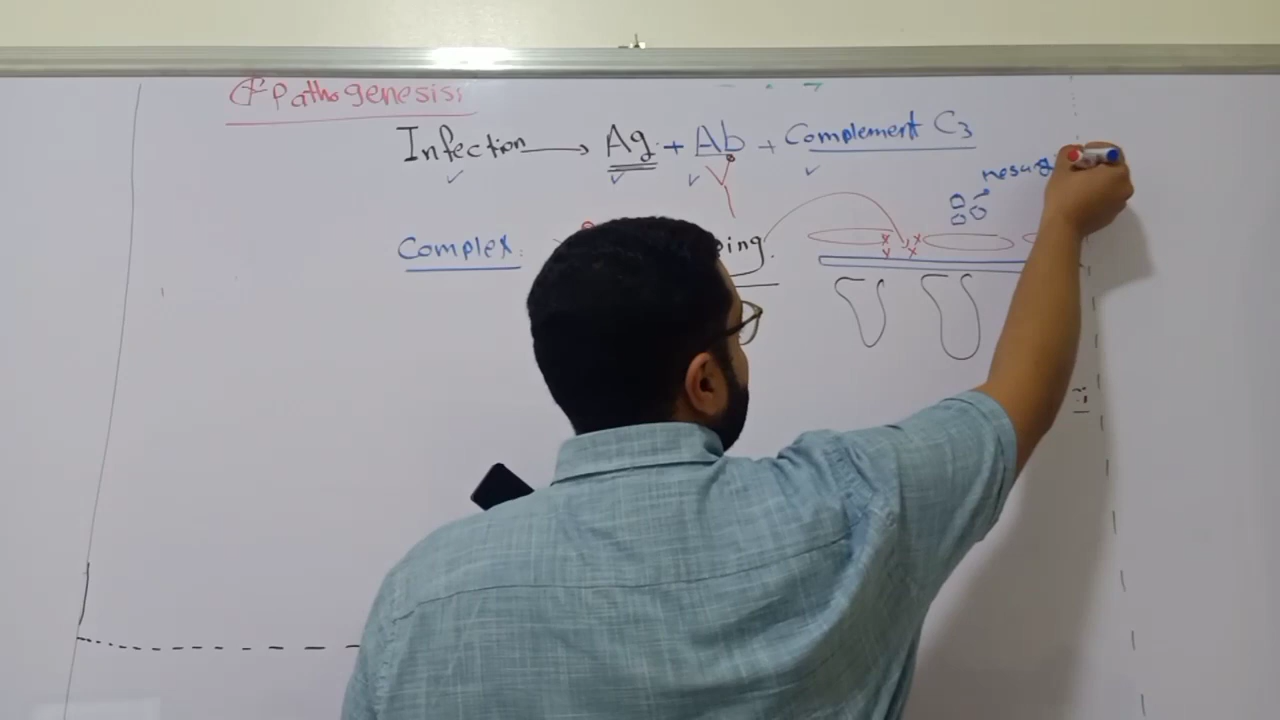 Pathogenesis:
Infection → Ag + Ab + Complement C3
Complex: